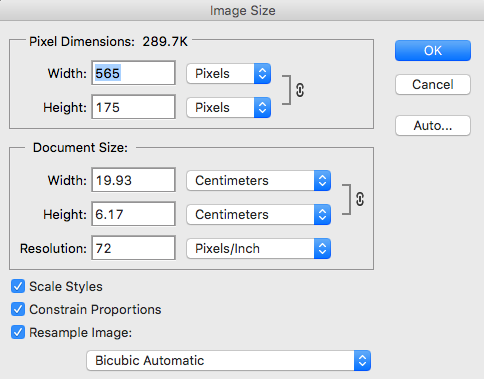 Image Size
Pixel Dimensions: 289.7K
Width: 565 Pixels
Height: 175 Pixels
OK
Cancel
Auto...
Document Size:
Width: 19.93 Centimeters
Height: 6.17 Centimeters
Resolution: 72 Pixels/Inch
Scale Styles
Constrain Proportions
Resample Image:
Bicubic Automatic